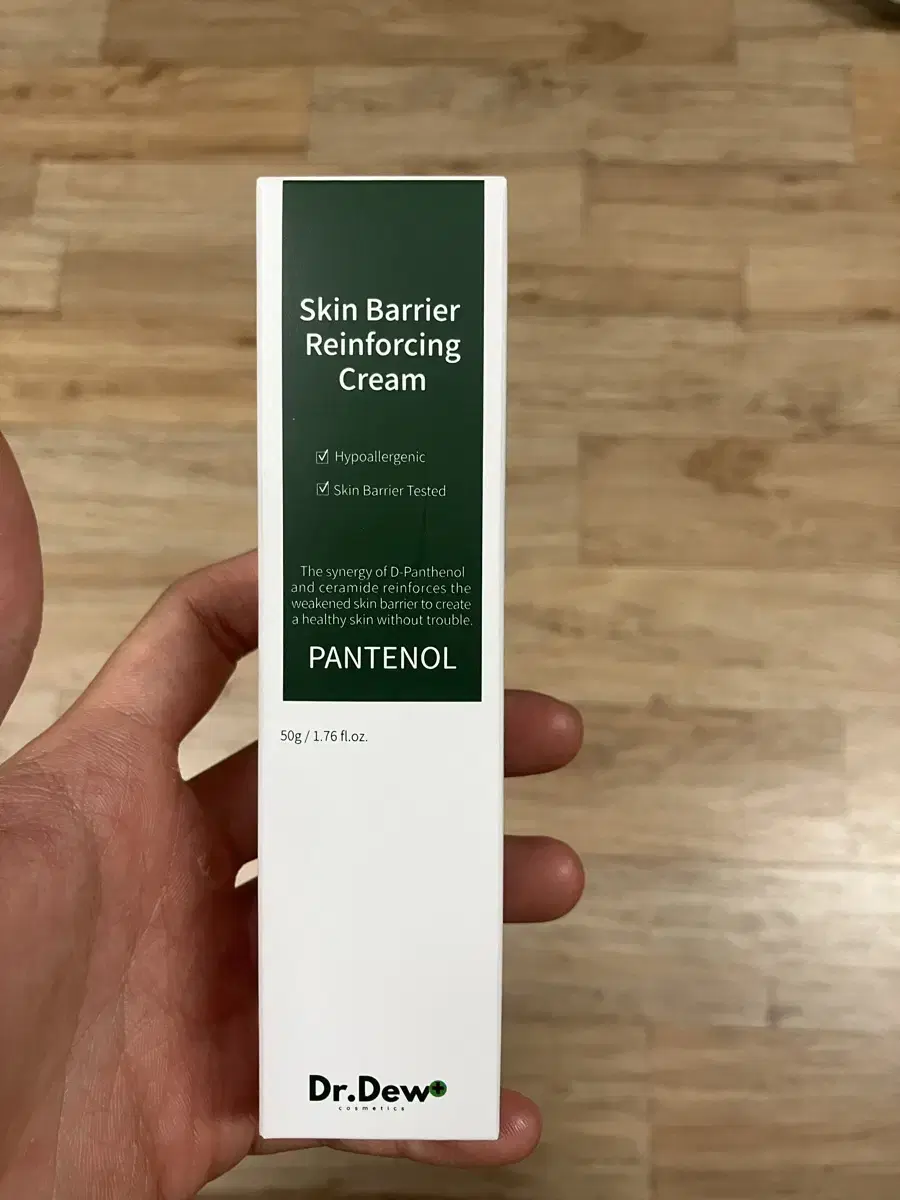 Skin Barrier
Reinforcing
Cream
☑ Hypoallergenic
☑ Skin Barrier Tested
The synergy of D-Panthenol
and ceramide reinforces the
weakened skin barrier to create
a healthy skin without trouble.
PANTENOL
50g / 1.76 fl.oz.
Dr.Dew+
cosmetics